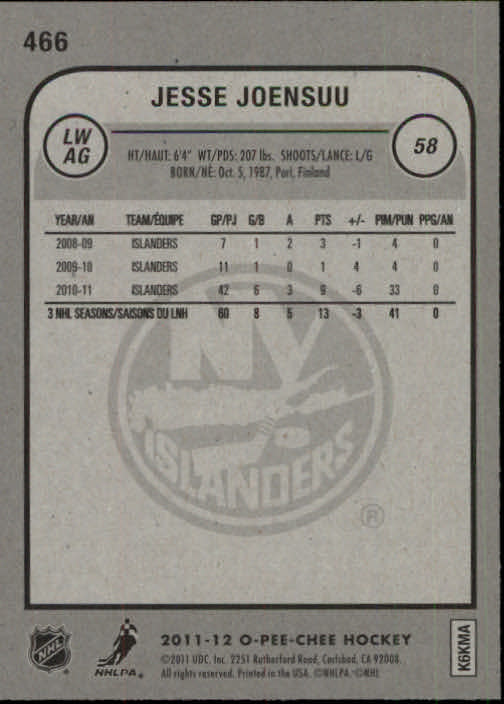 466
JESSE JOENSUU
LW
AG
58
HT/HAUT: 6'4" WT/PDS: 207 lbs. SHOOTS/LANCE: L/G
BORN/NÉ: Oct. 5, 1987, Pori, Finland
YEAR/AN TEAM/ÉQUIPE GP/PJ G/B A PTS +/- PIM/PUN PPG/AN
2008-09 ISLANDERS 7 1 2 3 -1 4 0
2009-10 ISLANDERS 11 1 0 1 4 4 0
2010-11 ISLANDERS 42 6 3 9 -6 33 0
3 NHL SEASONS/SAISONS DU LNH 60 8 5 13 -3 41 0
NY
ISLANDERS
®
NHL
NHLPA
2011-12 O-PEE-CHEE HOCKEY
©2011 UDC, Inc. 2251 Rutherford Road, Carlsbad, CA 92008.
All rights reserved. Printed in the USA. ©NHLPA. ©NHL
K6KMA